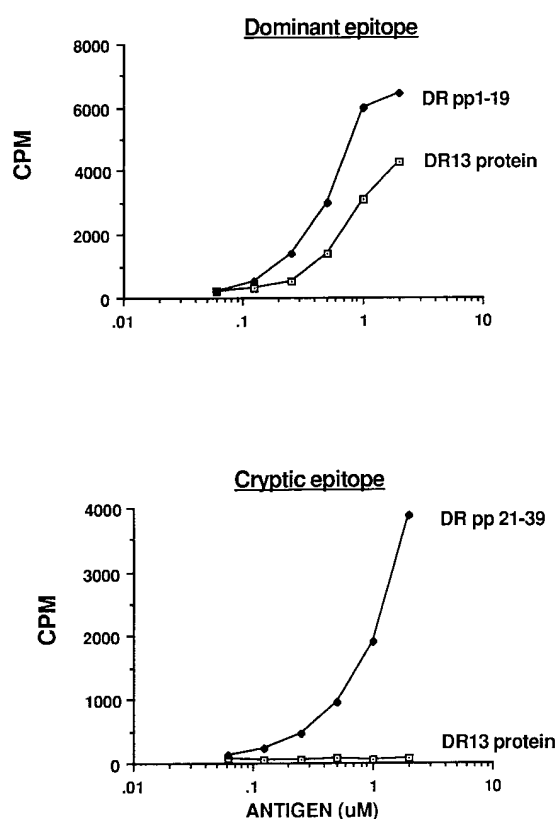 Dominant epitope
8000
6000
4000
2000
0
CPM
DR pp1-19
DR13 protein
.01 .1 1 10
Cryptic epitope
4000
3000
2000
1000
0
CPM
DR pp 21-39
DR13 protein
.01 .1 1 10
ANTIGEN (uM)